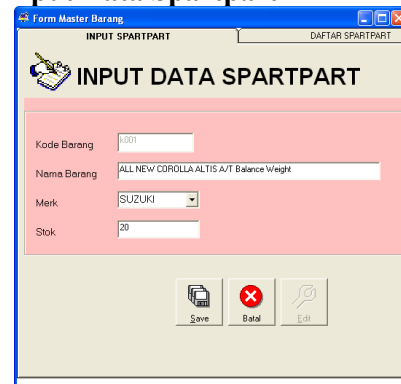 Form Master Barang
INPUT SPARTPART
DAFTAR SPARTPART
INPUT DATA SPARTPART
Kode Barang k001
Nama Barang ALL NEW COROLLA ALTIS A/T Balance Weight
Merk SUZUKI
Stok 20
Save Batal Edit